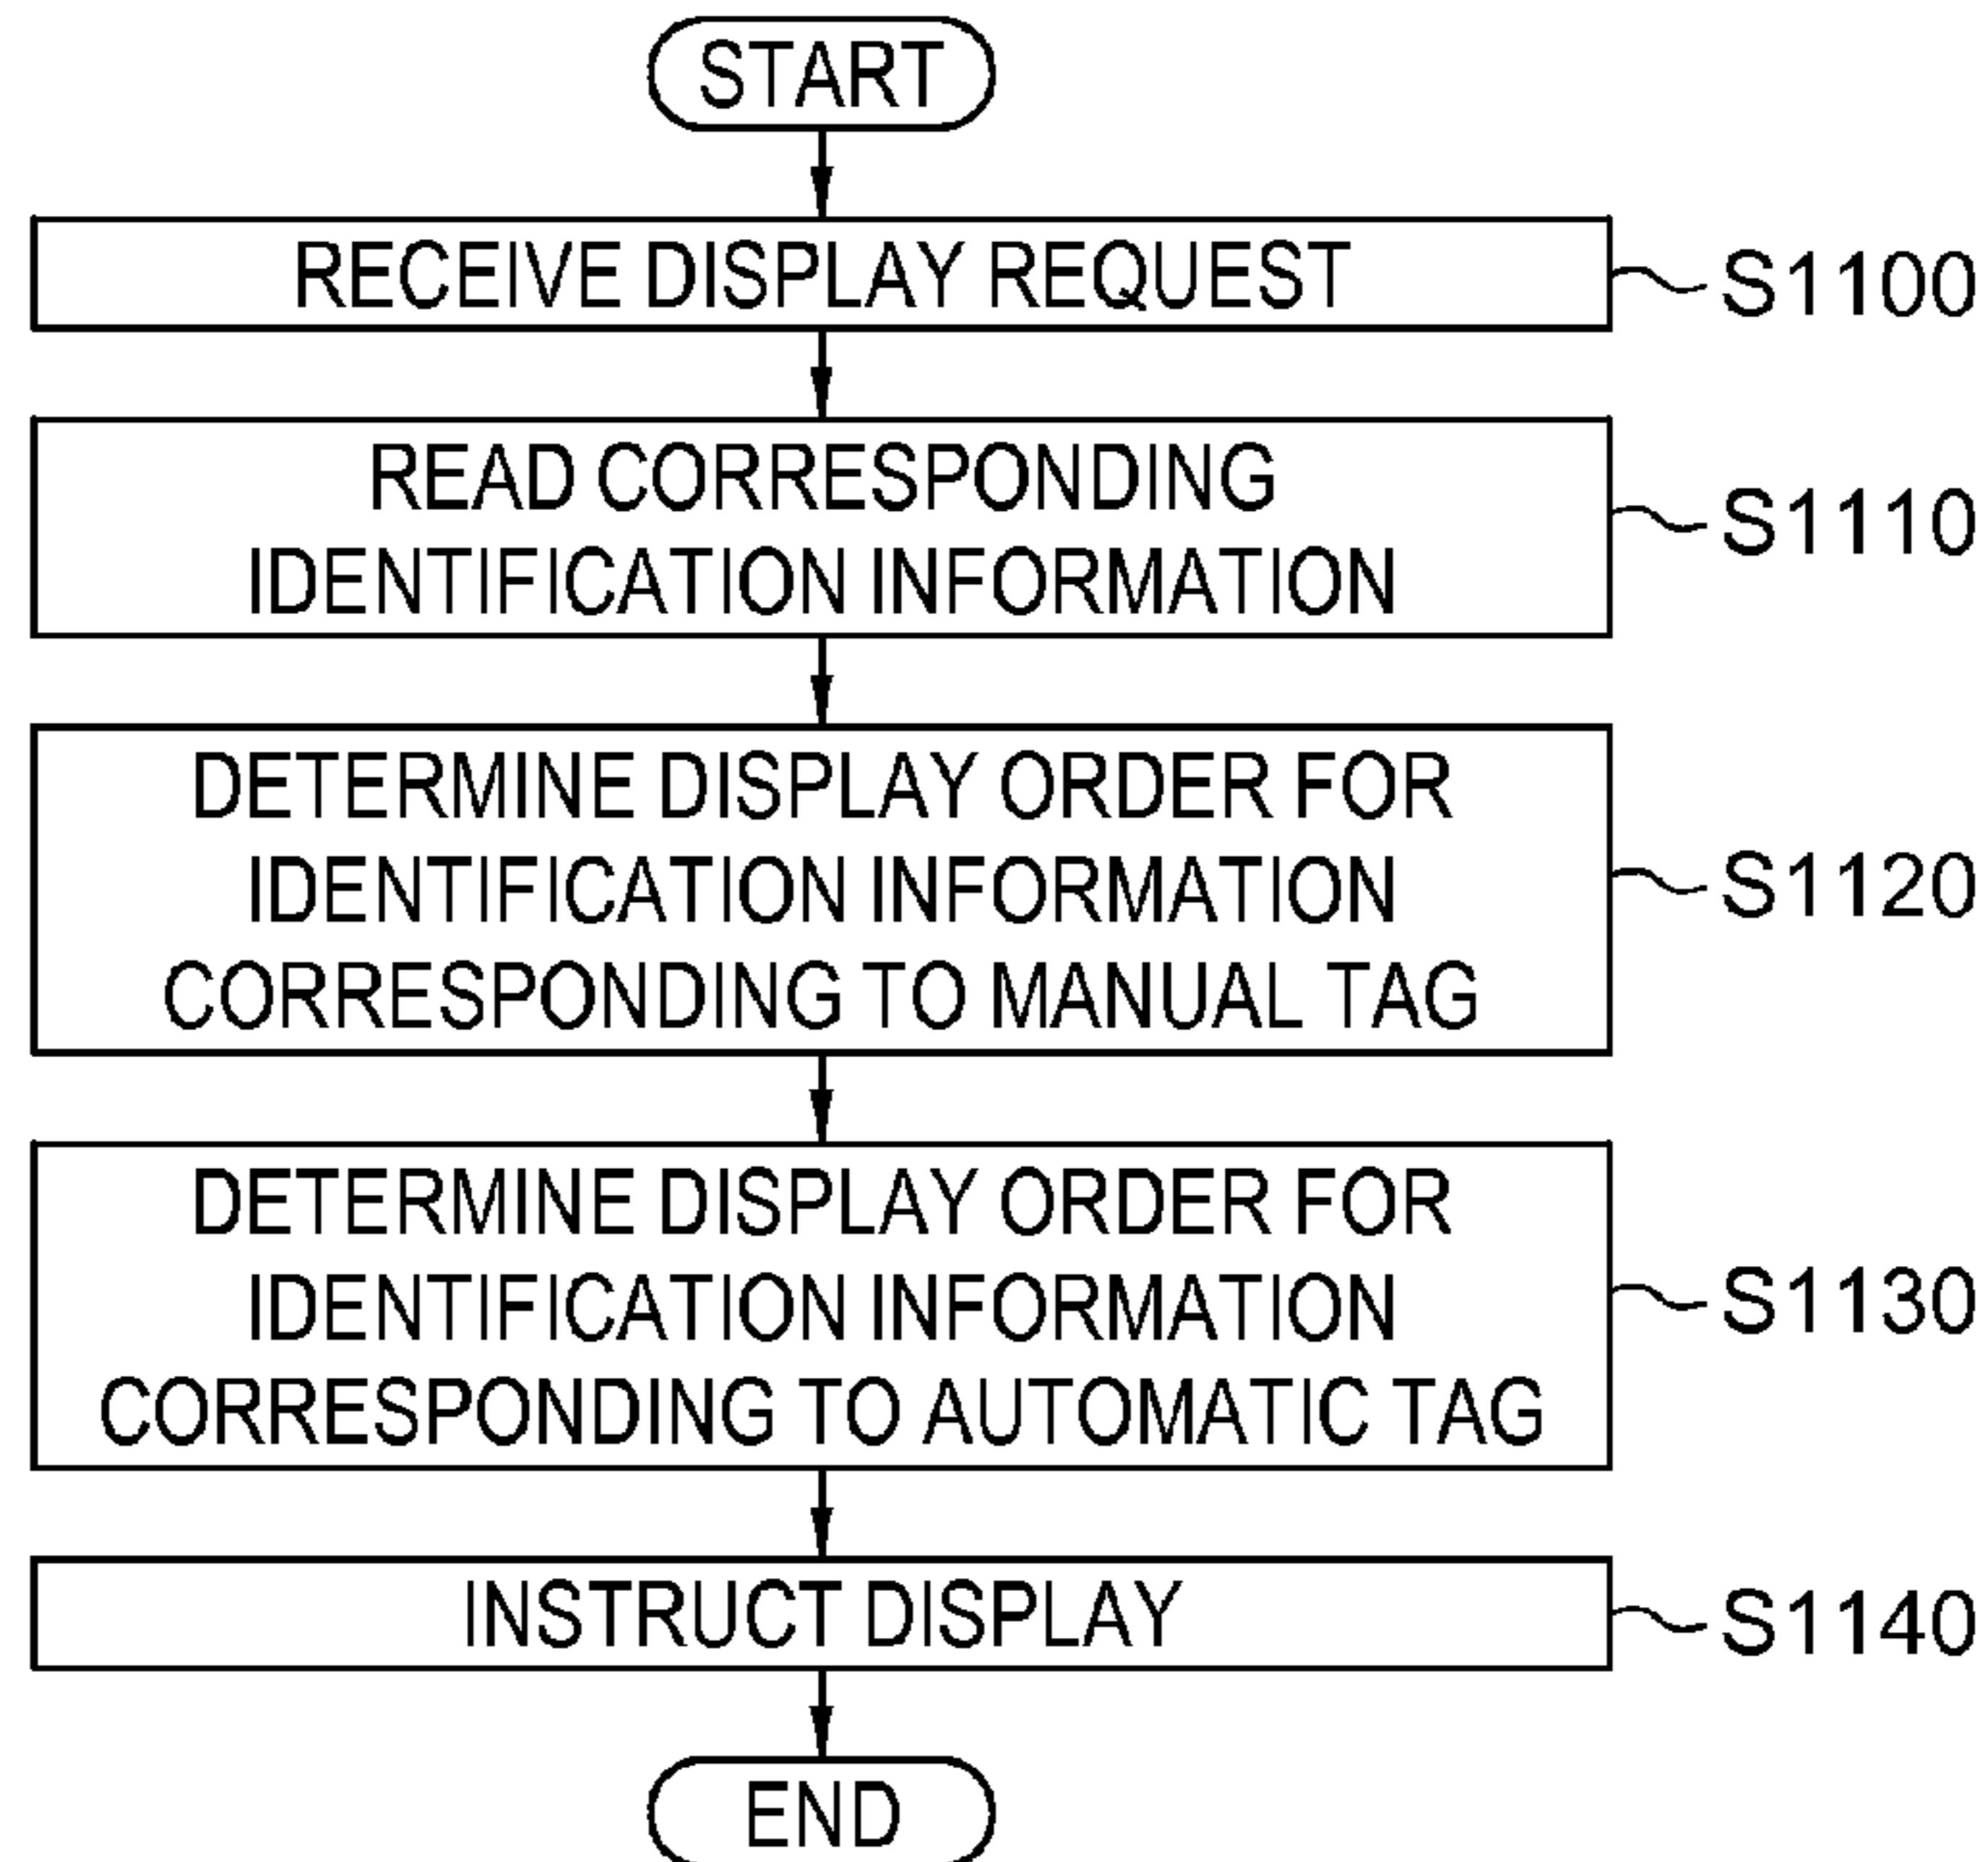 START
RECEIVE DISPLAY REQUEST
S1100
READ CORRESPONDING
IDENTIFICATION INFORMATION
S1110
DETERMINE DISPLAY ORDER FOR
IDENTIFICATION INFORMATION
CORRESPONDING TO MANUAL TAG
S1120
DETERMINE DISPLAY ORDER FOR
IDENTIFICATION INFORMATION
CORRESPONDING TO AUTOMATIC TAG
S1130
INSTRUCT DISPLAY
S1140
END